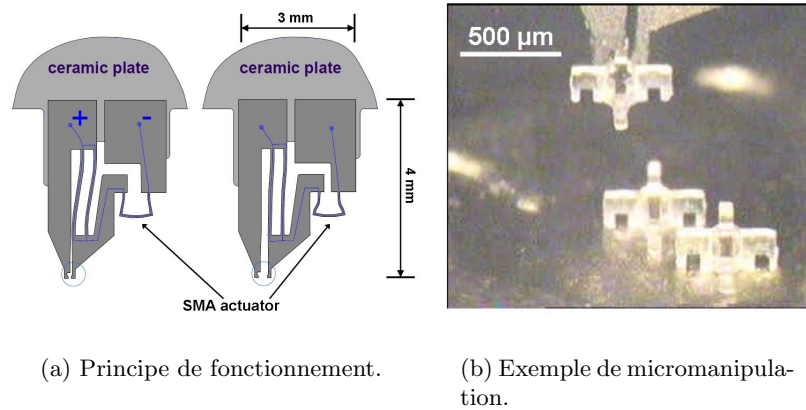 3 mm
ceramic plate
ceramic plate
+
-
4 mm
SMA actuator
500 µm
(a) Principe de fonctionnement.
(b) Exemple de micromanipula-
tion.